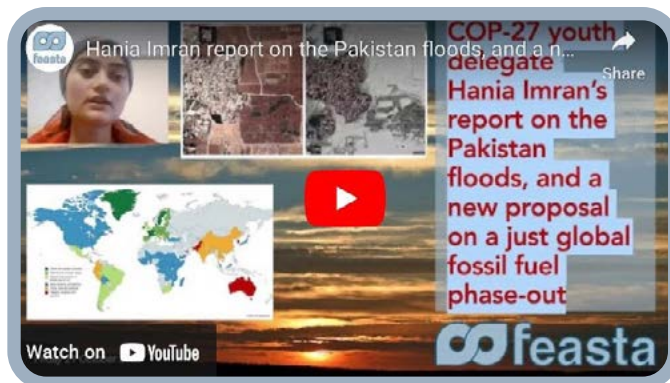 feasta
Hania Imran report on the Pakistan floods, and a n...
Share
COP-27 youth
delegate
Hania Imran's
report on the
Pakistan
floods, and a
new proposal
on a just global
fossil fuel
phase-out
Watch on YouTube
feasta